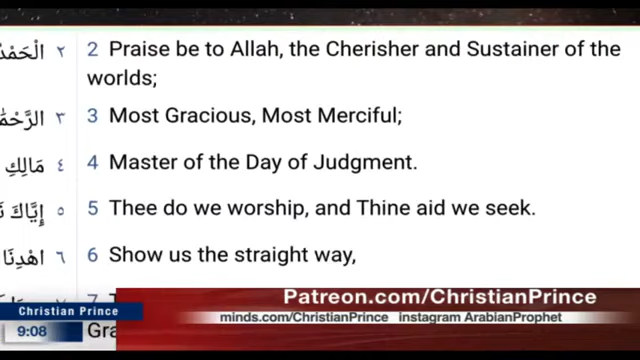 الْحَمْدُ ٢ 2 Praise be to Allah, the Cherisher and Sustainer of the
worlds;
٣ 3 Most Gracious, Most Merciful;
مَالِكِ ٤ 4 Master of the Day of Judgment.
إِيَّاكَ ٥ 5 Thee do we worship, and Thine aid we seek.
اهْدِنَا ٦ 6 Show us the straight way,
7
Patreon.com/ChristianPrince
Christian Prince
minds.com/ChristianPrince instagram ArabianProphet
9:08
Gra